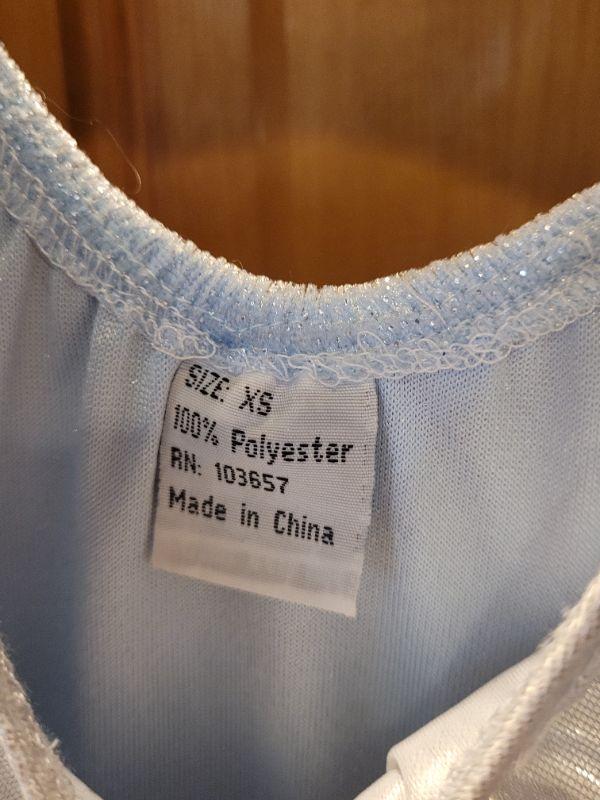 SIZE: XS
100% Polyester
RN: 103657
Made in China